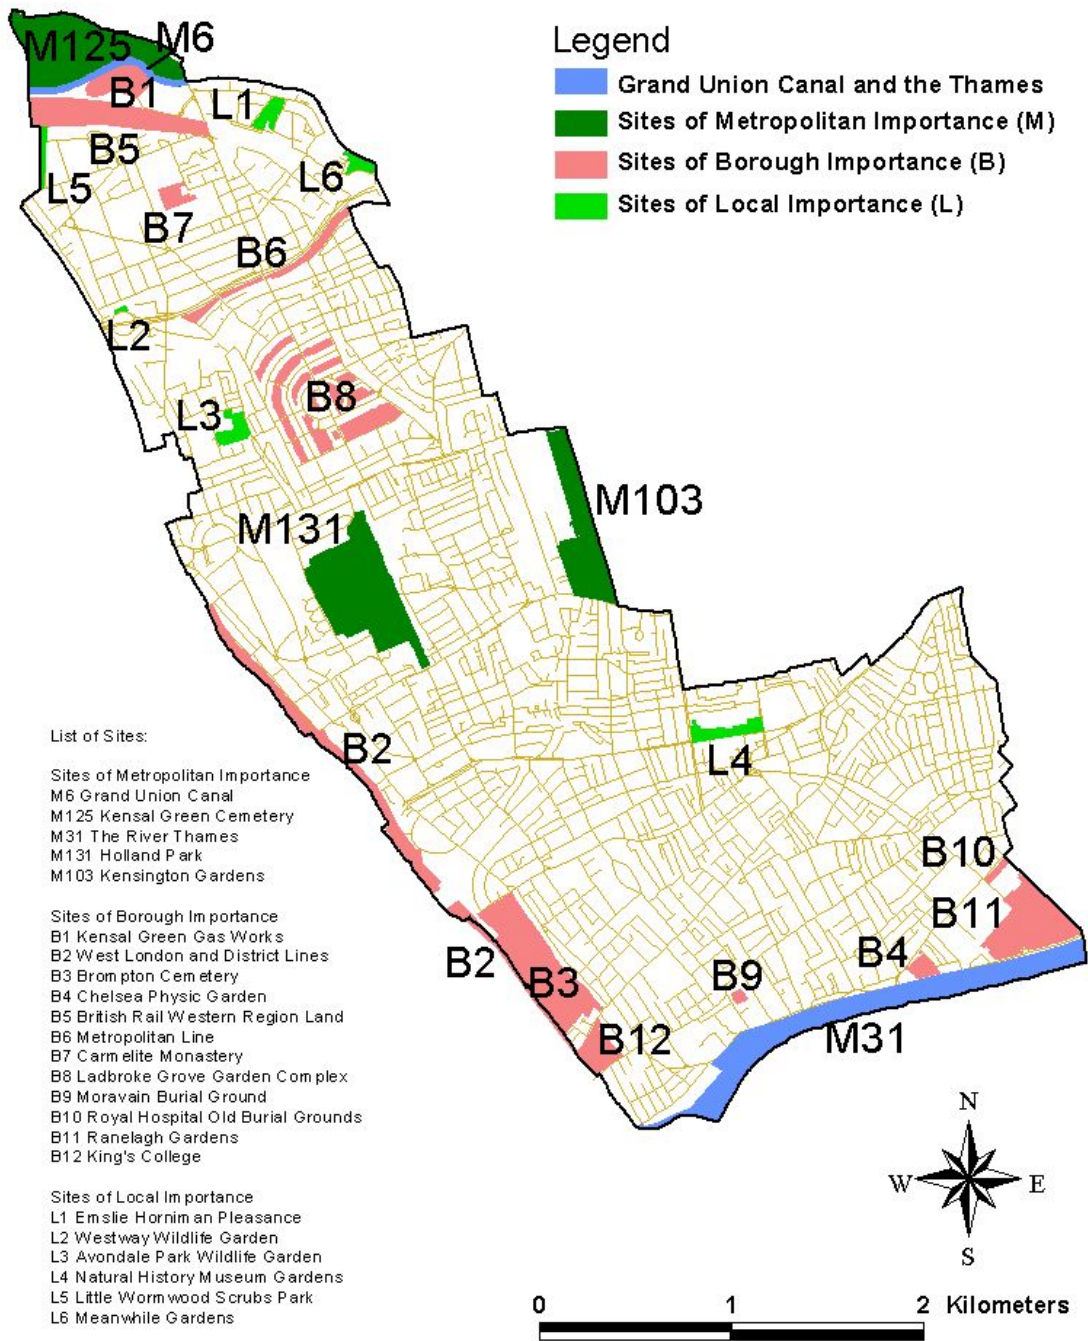 M125
M6
B1
L1
B5
L5
L6
B7
B6
L2
L3
B8
M131
M103
B2
L4
B10
B11
B2
B3
B4
B9
B12
M31
Legend
Grand Union Canal and the Thames
Sites of Metropolitan Importance (M)
Sites of Borough Importance (B)
Sites of Local Importance (L)
List of Sites:
Sites of Metropolitan Importance
M6 Grand Union Canal
M125 Kensal Green Cemetery
M31 The River Thames
M131 Holland Park
M103 Kensington Gardens
Sites of Borough Importance
B1 Kensal Green Gas Works
B2 West London and District Lines
B3 Brompton Cemetery
B4 Chelsea Physic Garden
B5 British Rail Western Region Land
B6 Metropolitan Line
B7 Carmelite Monastery
B8 Ladbroke Grove Garden Complex
B9 Moravain Burial Ground
B10 Royal Hospital Old Burial Grounds
B11 Ranelagh Gardens
B12 King's College
Sites of Local Importance
L1 Emslie Horniman Pleasance
L2 Westway Wildlife Garden
L3 Avondale Park Wildlife Garden
L4 Natural History Museum Gardens
L5 Little Wormwood Scrubs Park
L6 Meanwhile Gardens
N
W E
S
0 1 2 Kilometers